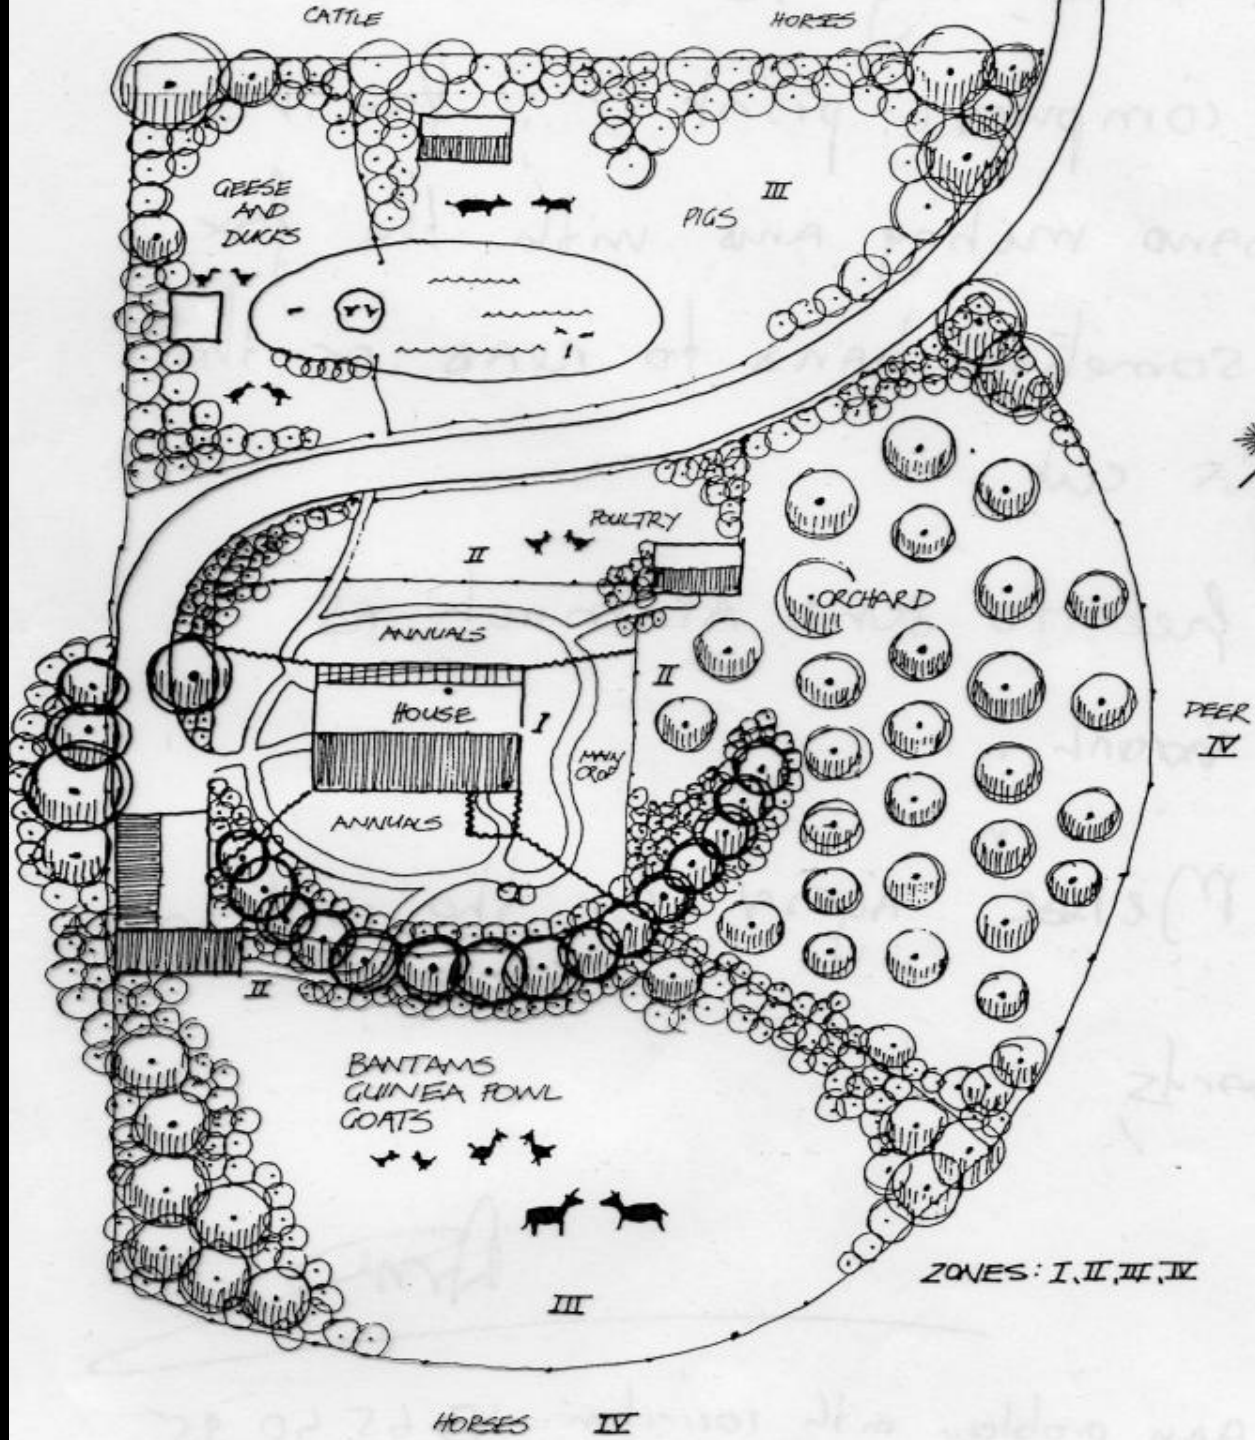 CATTLE
HORSES
GEESE
AND
DUCKS
III
PIGS
POULTRY
II
ORCHARD
ANNUALS
II
HOUSE
I
MAIN
CROP
DEER
IV
ANNUALS
II
BANTAMS
GUINEA FOWL
GOATS
ZONES: I, II, III, IV
III
HORSES IV